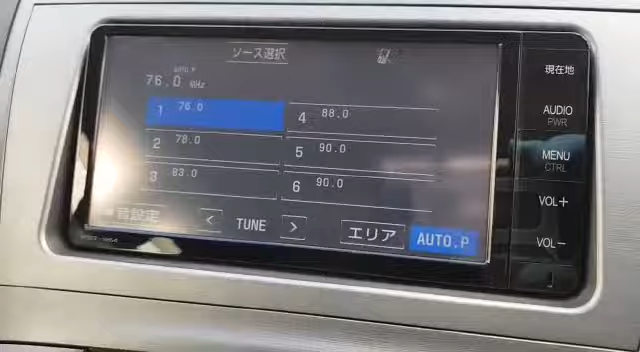 ソース選択
AUTO.P
76.0 MHz
1 76.0
4 88.0
2 78.0
5 90.0
3 83.0
6 90.0
音設定
< TUNE >
エリア
AUTO.P
現在地
AUDIO
PWR
MENU
CTRL
VOL+
VOL−